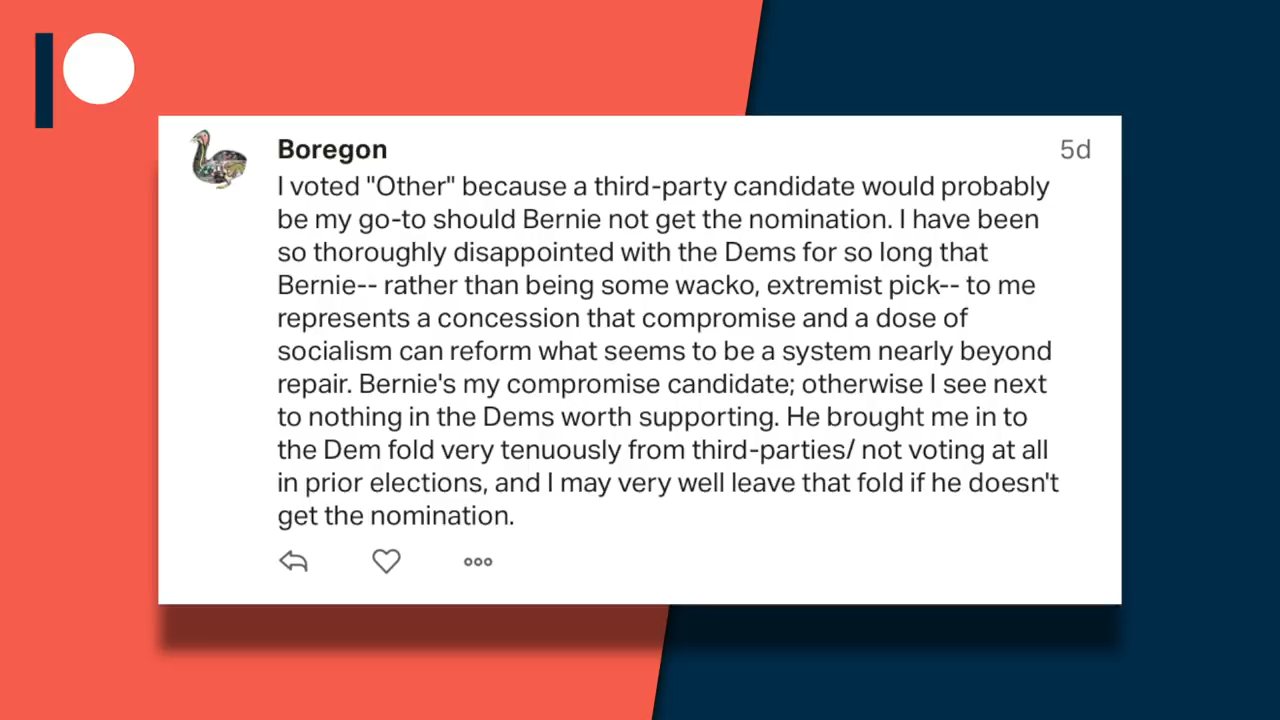 Boregon
5d
I voted "Other" because a third-party candidate would probably
be my go-to should Bernie not get the nomination. I have been
so thoroughly disappointed with the Dems for so long that
Bernie-- rather than being some wacko, extremist pick-- to me
represents a concession that compromise and a dose of
socialism can reform what seems to be a system nearly beyond
repair. Bernie's my compromise candidate; otherwise I see next
to nothing in the Dems worth supporting. He brought me in to
the Dem fold very tenuously from third-parties/ not voting at all
in prior elections, and I may very well leave that fold if he doesn't
get the nomination.